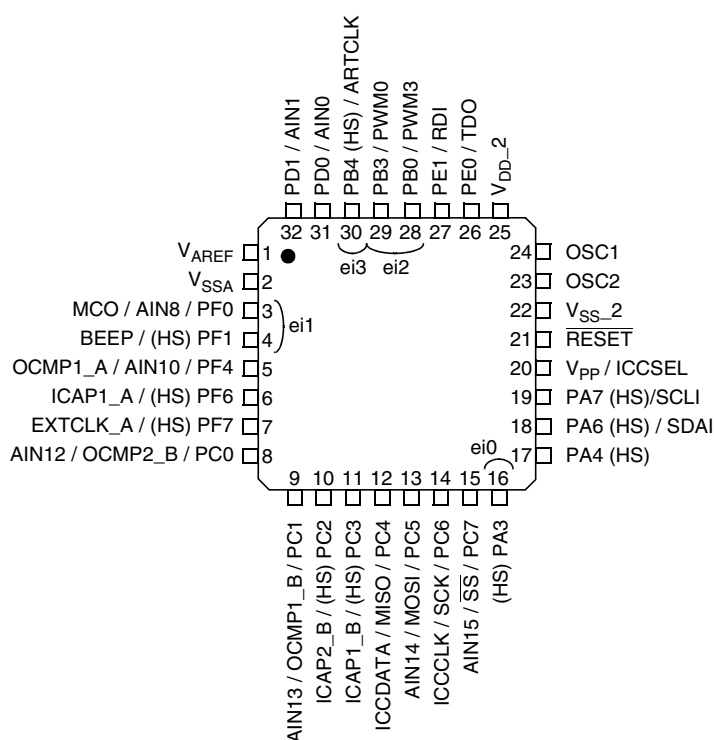 PD1 / AIN1
PD0 / AIN0
PB4 (HS) / ARTCLK
PB3 / PWM0
PB0 / PWM3
PE1 / RDI
PE0 / TDO
VDD_2
32 31 30 29 28 27 26 25
ei3 ei2
VAREF 1
VSSA 2
MCO / AIN8 / PF0 3
BEEP / (HS) PF1 4
ei1
OCMP1_A / AIN10 / PF4 5
ICAP1_A / (HS) PF6 6
EXTCLK_A / (HS) PF7 7
AIN12 / OCMP2_B / PC0 8
24 OSC1
23 OSC2
22 VSS_2
21 RESET
20 VPP / ICCSEL
19 PA7 (HS)/SCLI
18 PA6 (HS) / SDAI
17 PA4 (HS)
ei0
9 10 11 12 13 14 15 16
AIN13 / OCMP1_B / PC1
ICAP2_B / (HS) PC2
ICAP1_B / (HS) PC3
ICCDATA / MISO / PC4
AIN14 / MOSI / PC5
ICCCLK / SCK / PC6
AIN15 / SS / PC7
(HS) PA3